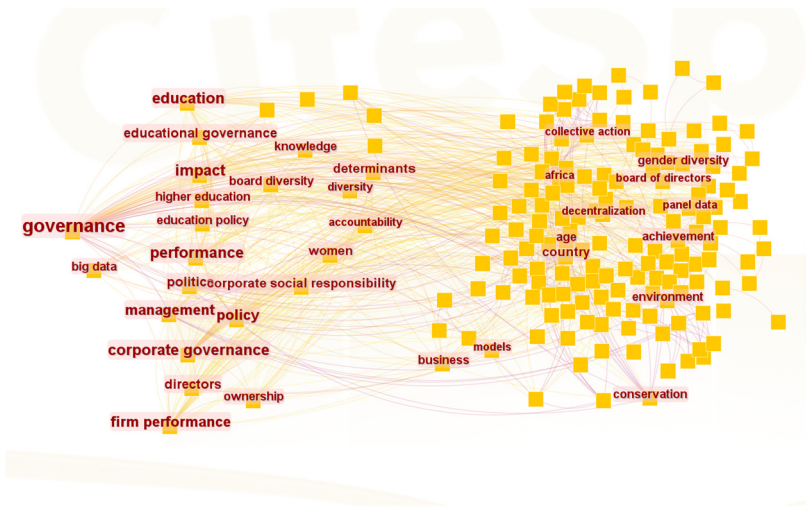 education
educational governance
knowledge
impact
board diversity
determinants
higher education
diversity
governance
education policy
accountability
performance
women
big data
politics
corporate social responsibility
management
policy
corporate governance
directors
ownership
firm performance
collective action
gender diversity
africa
board of directors
decentralization
panel data
age
achievement
country
environment
models
business
conservation